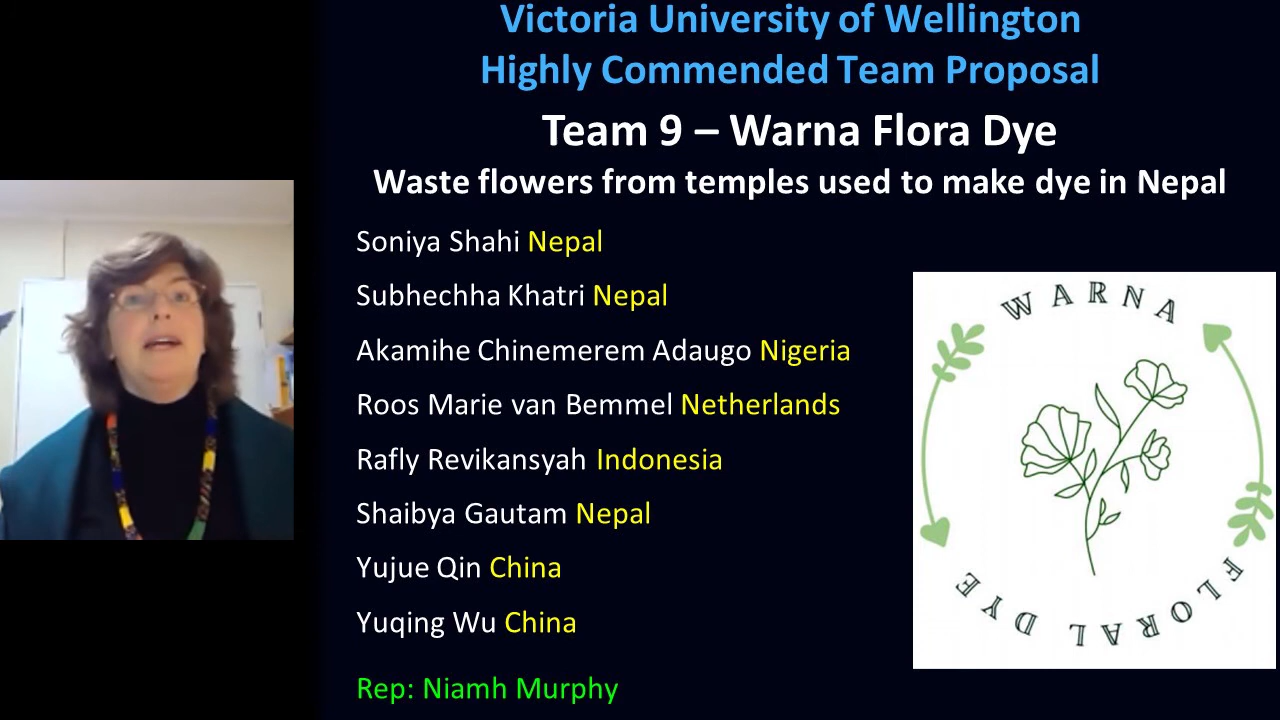 Victoria University of Wellington
Highly Commended Team Proposal
Team 9 – Warna Flora Dye
Waste flowers from temples used to make dye in Nepal
Soniya Shahi Nepal
Subhechha Khatri Nepal
Akamihe Chinemerem Adaugo Nigeria
Roos Marie van Bemmel Netherlands
Rafly Revikansyah Indonesia
Shaibya Gautam Nepal
Yujue Qin China
Yuqing Wu China
Rep: Niamh Murphy
WARNA
FLORAL DYE